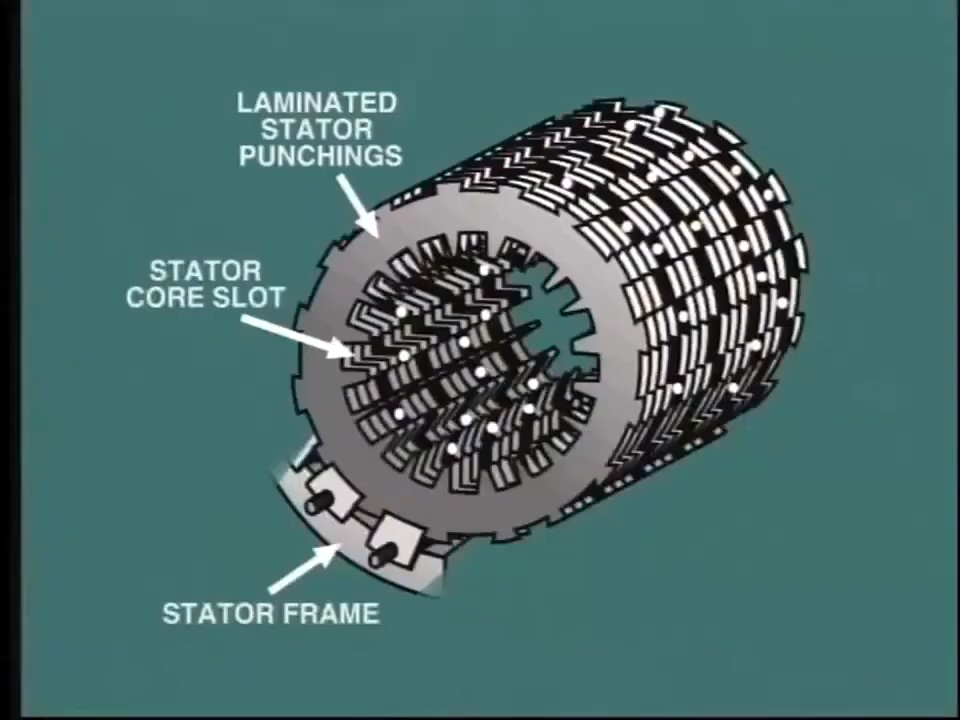 LAMINATED
STATOR
PUNCHINGS
STATOR
CORE SLOT
STATOR FRAME